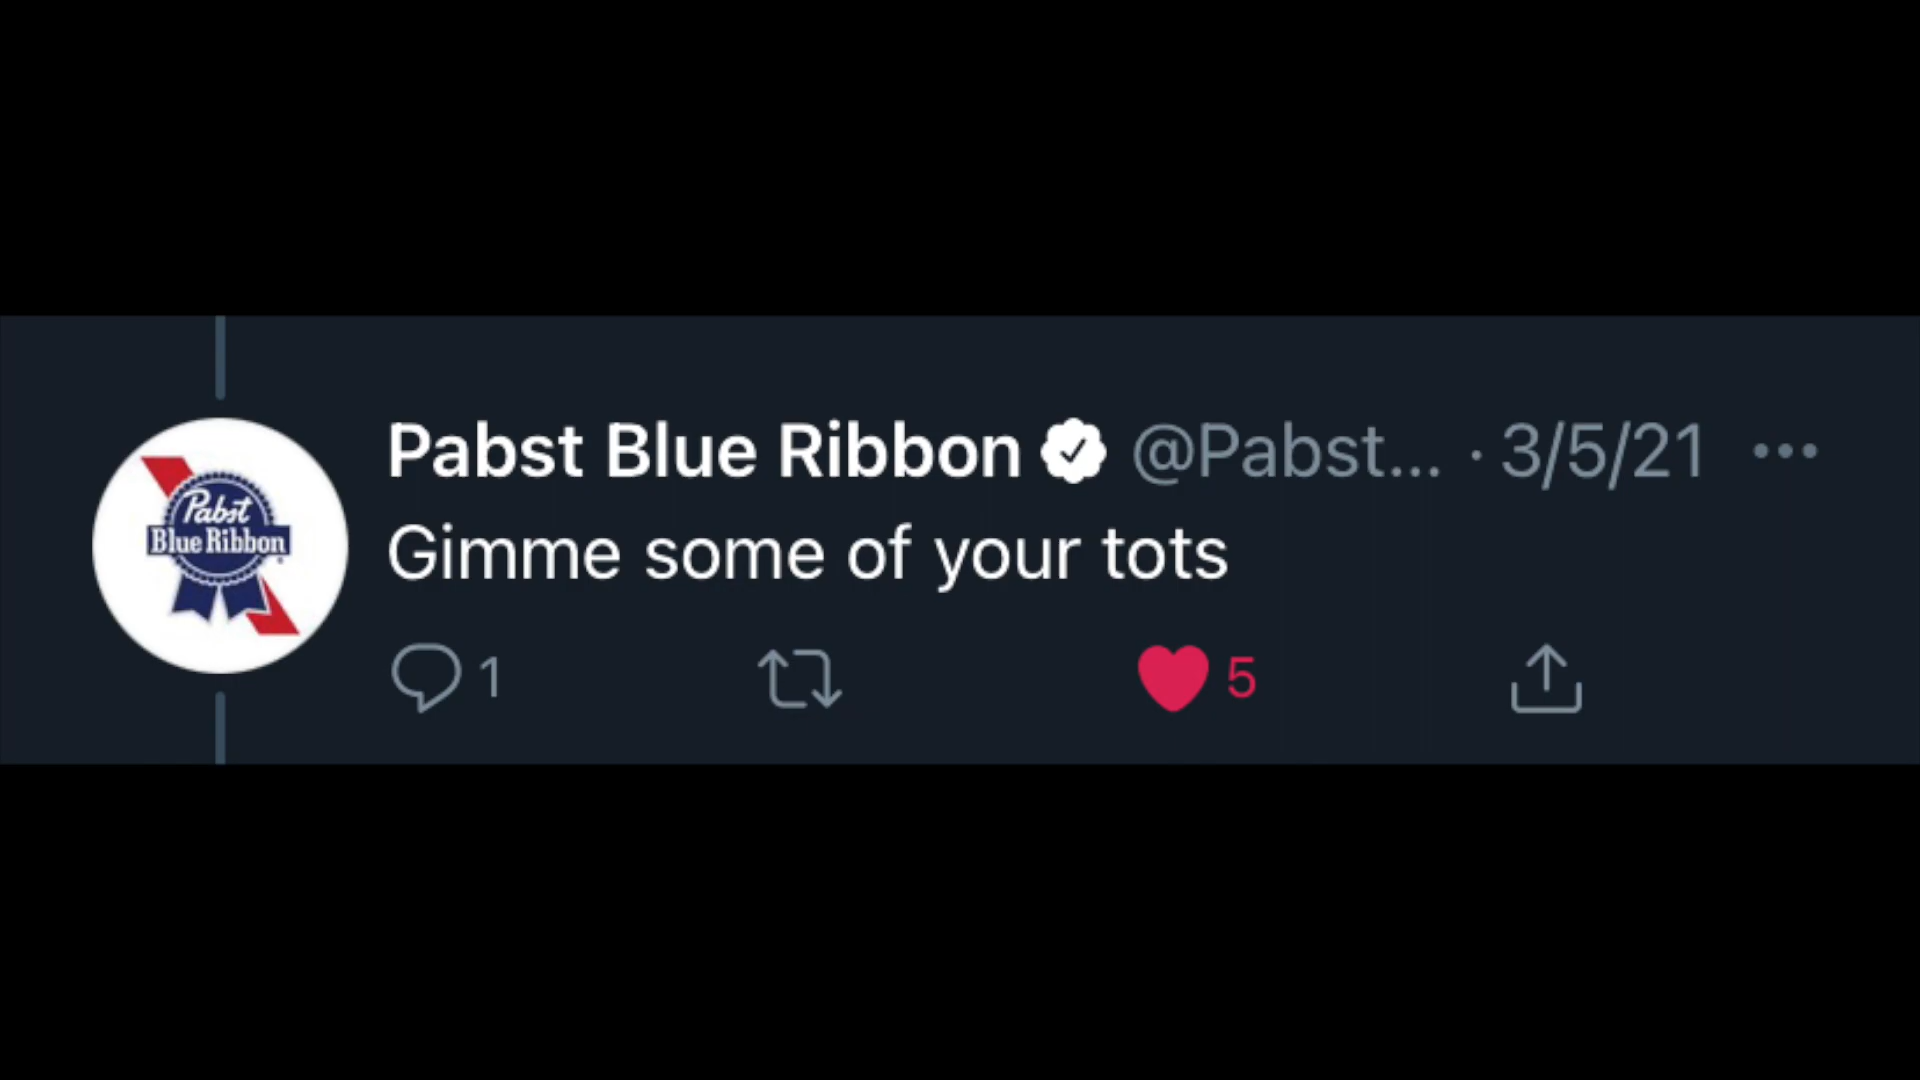 Pabst Blue Ribbon @Pabst... · 3/5/21
Gimme some of your tots
Pabst
Blue Ribbon
1
5